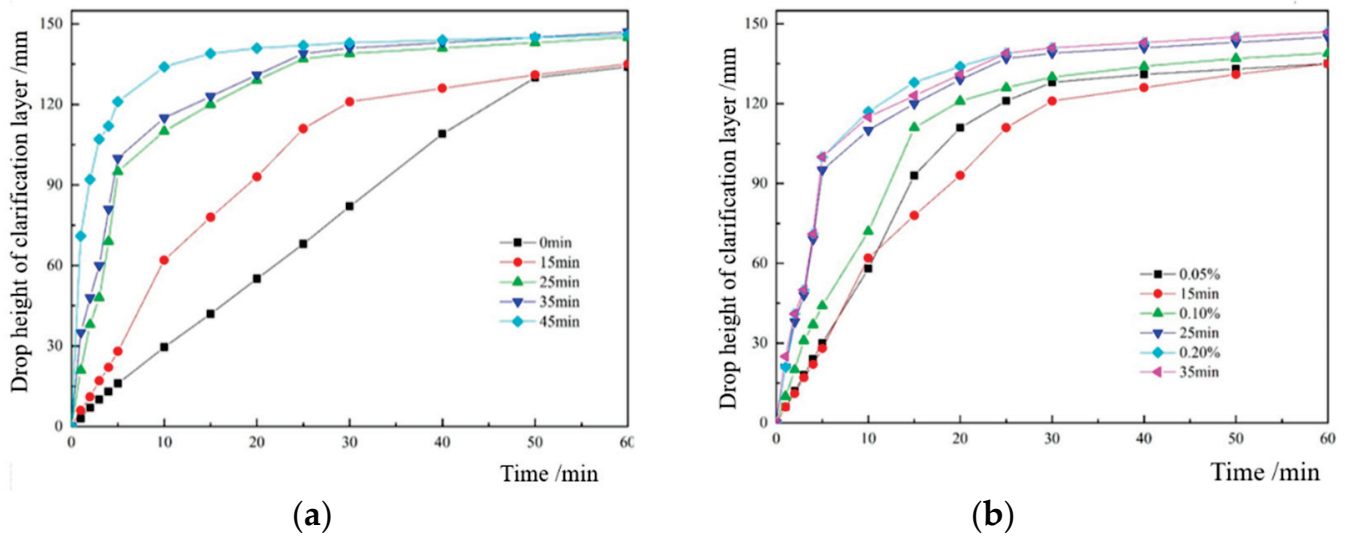 Drop height of clarification layer /mm
150
120
90
60
30
0
0min
15min
25min
35min
45min
0 10 20 30 40 50 60
Time /min
(a)
Drop height of clarification layer /mm
150
120
90
60
30
0
0.05%
15min
0.10%
25min
0.20%
35min
0 10 20 30 40 50 60
Time /min
(b)